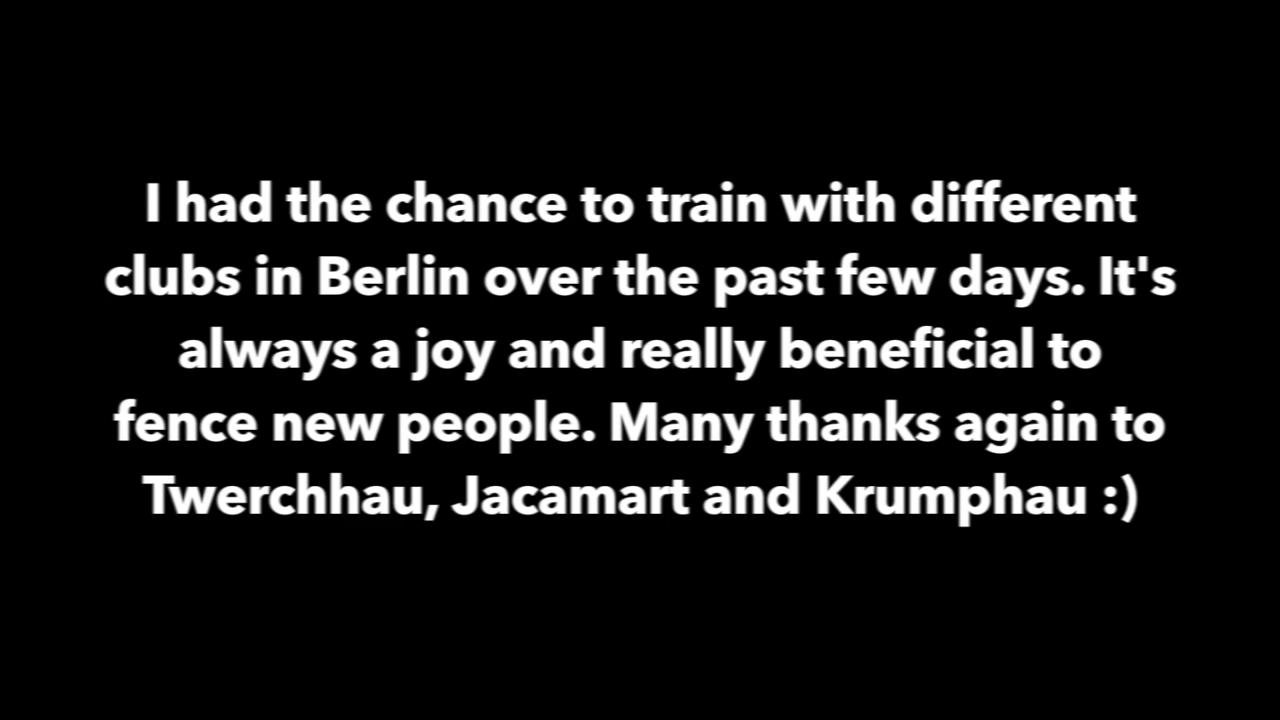 I had the chance to train with different
clubs in Berlin over the past few days. It's
always a joy and really beneficial to
fence new people. Many thanks again to
Twerchhau, Jacamart and Krumphau :)